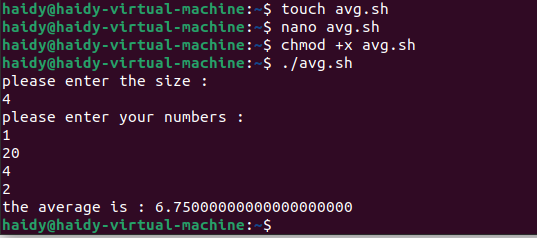 haidy@haidy-virtual-machine:~$ touch avg.sh
haidy@haidy-virtual-machine:~$ nano avg.sh
haidy@haidy-virtual-machine:~$ chmod +x avg.sh
haidy@haidy-virtual-machine:~$ ./avg.sh
please enter the size :
4
please enter your numbers :
1
20
4
2
the average is : 6.75000000000000000000
haidy@haidy-virtual-machine:~$